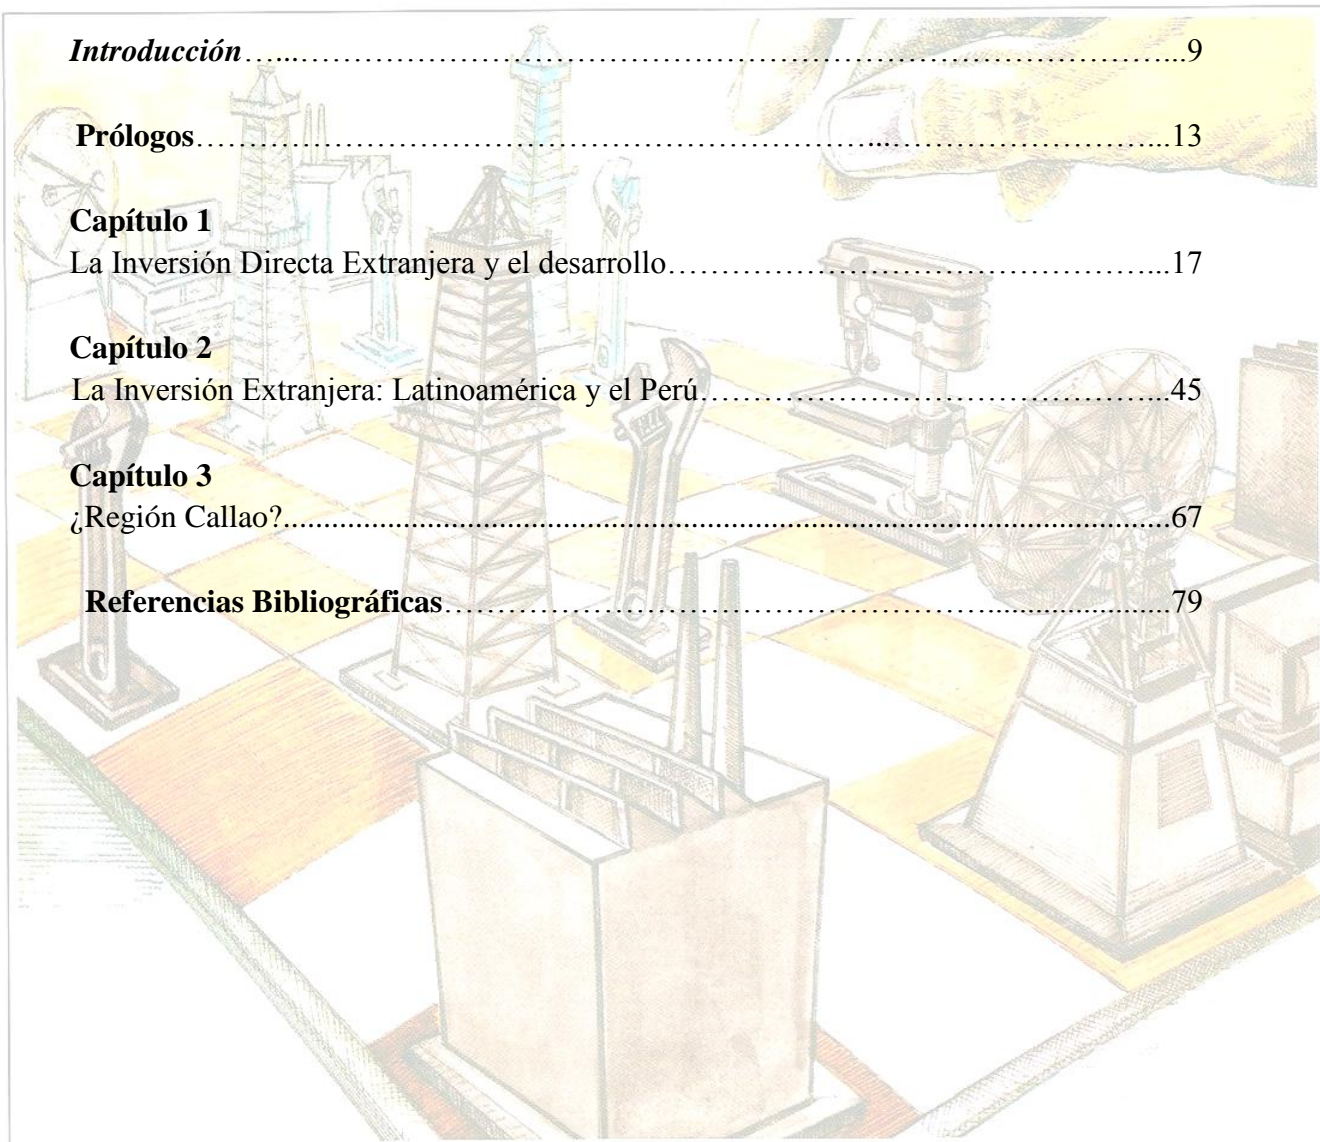 Introducción…...……………………………………………………………………………...9
Prólogos…………………………………………………………...………………………...13
Capítulo 1
La Inversión Directa Extranjera y el desarrollo…………………………………………...17
Capítulo 2
La Inversión Extranjera: Latinoamérica y el Perú………………………………………...45
Capítulo 3
¿Región Callao?.............................................................................................................67
Referencias Bibliográficas………………………………………………......................79